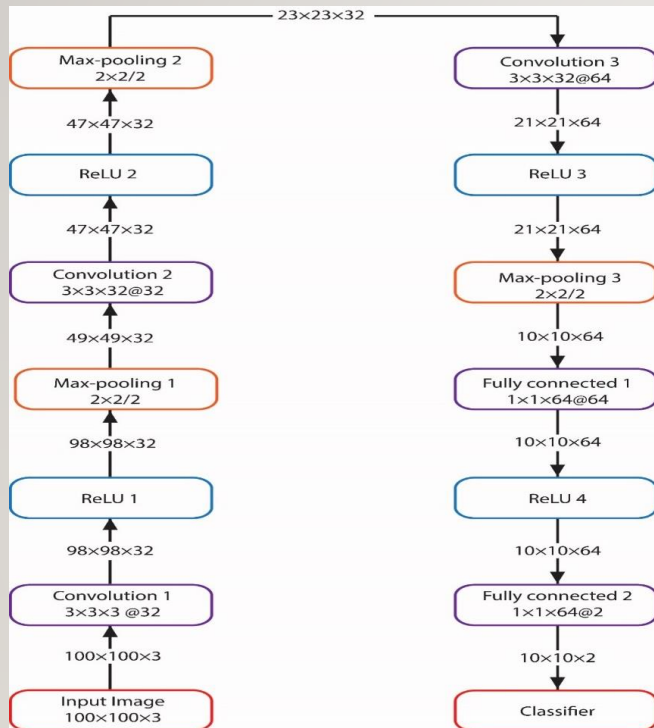 23×23×32
Max-pooling 2
2×2/2
47×47×32
ReLU 2
47×47×32
Convolution 2
3×3×32@32
49×49×32
Max-pooling 1
2×2/2
98×98×32
ReLU 1
98×98×32
Convolution 1
3×3×3 @32
100×100×3
Input Image
100×100×3
Convolution 3
3×3×32@64
21×21×64
ReLU 3
21×21×64
Max-pooling 3
2×2/2
10×10×64
Fully connected 1
1×1×64@64
10×10×64
ReLU 4
10×10×64
Fully connected 2
1×1×64@2
10×10×2
Classifier